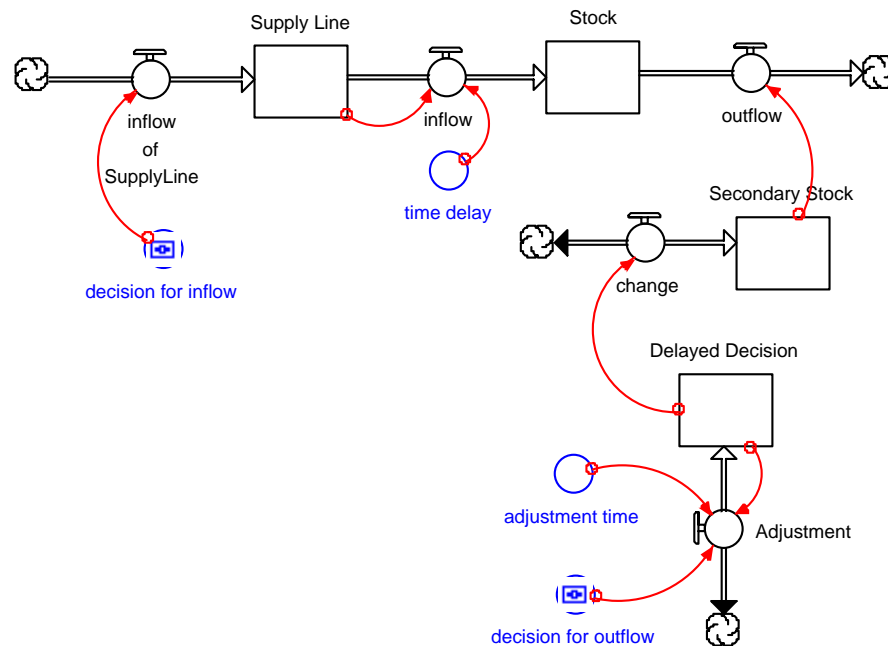 Supply Line
Stock
inflow
of
SupplyLine
inflow
outflow
time delay
Secondary Stock
decision for inflow
change
Delayed Decision
adjustment time
Adjustment
decision for outflow